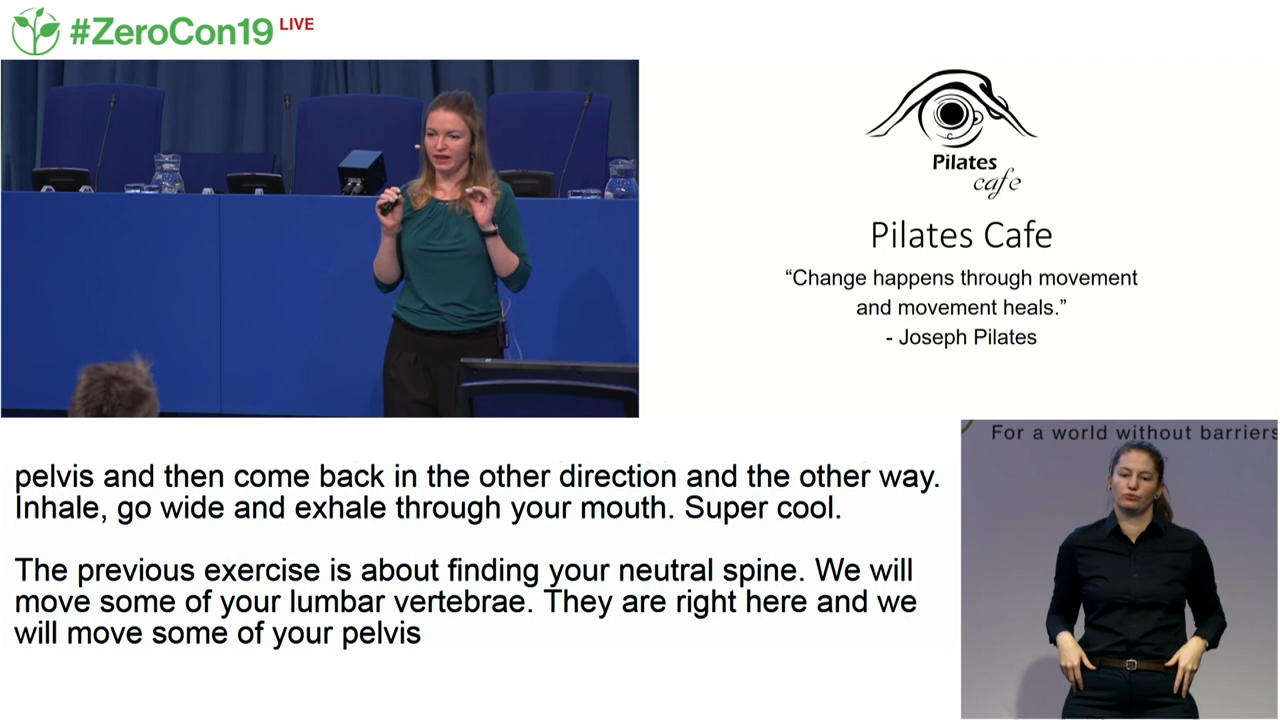 #ZeroCon19 LIVE
Pilates
cafe
Pilates Cafe
“Change happens through movement
and movement heals.”
- Joseph Pilates
For a world without barriers
pelvis and then come back in the other direction and the other way.
Inhale, go wide and exhale through your mouth. Super cool.
The previous exercise is about finding your neutral spine. We will
move some of your lumbar vertebrae. They are right here and we
will move some of your pelvis